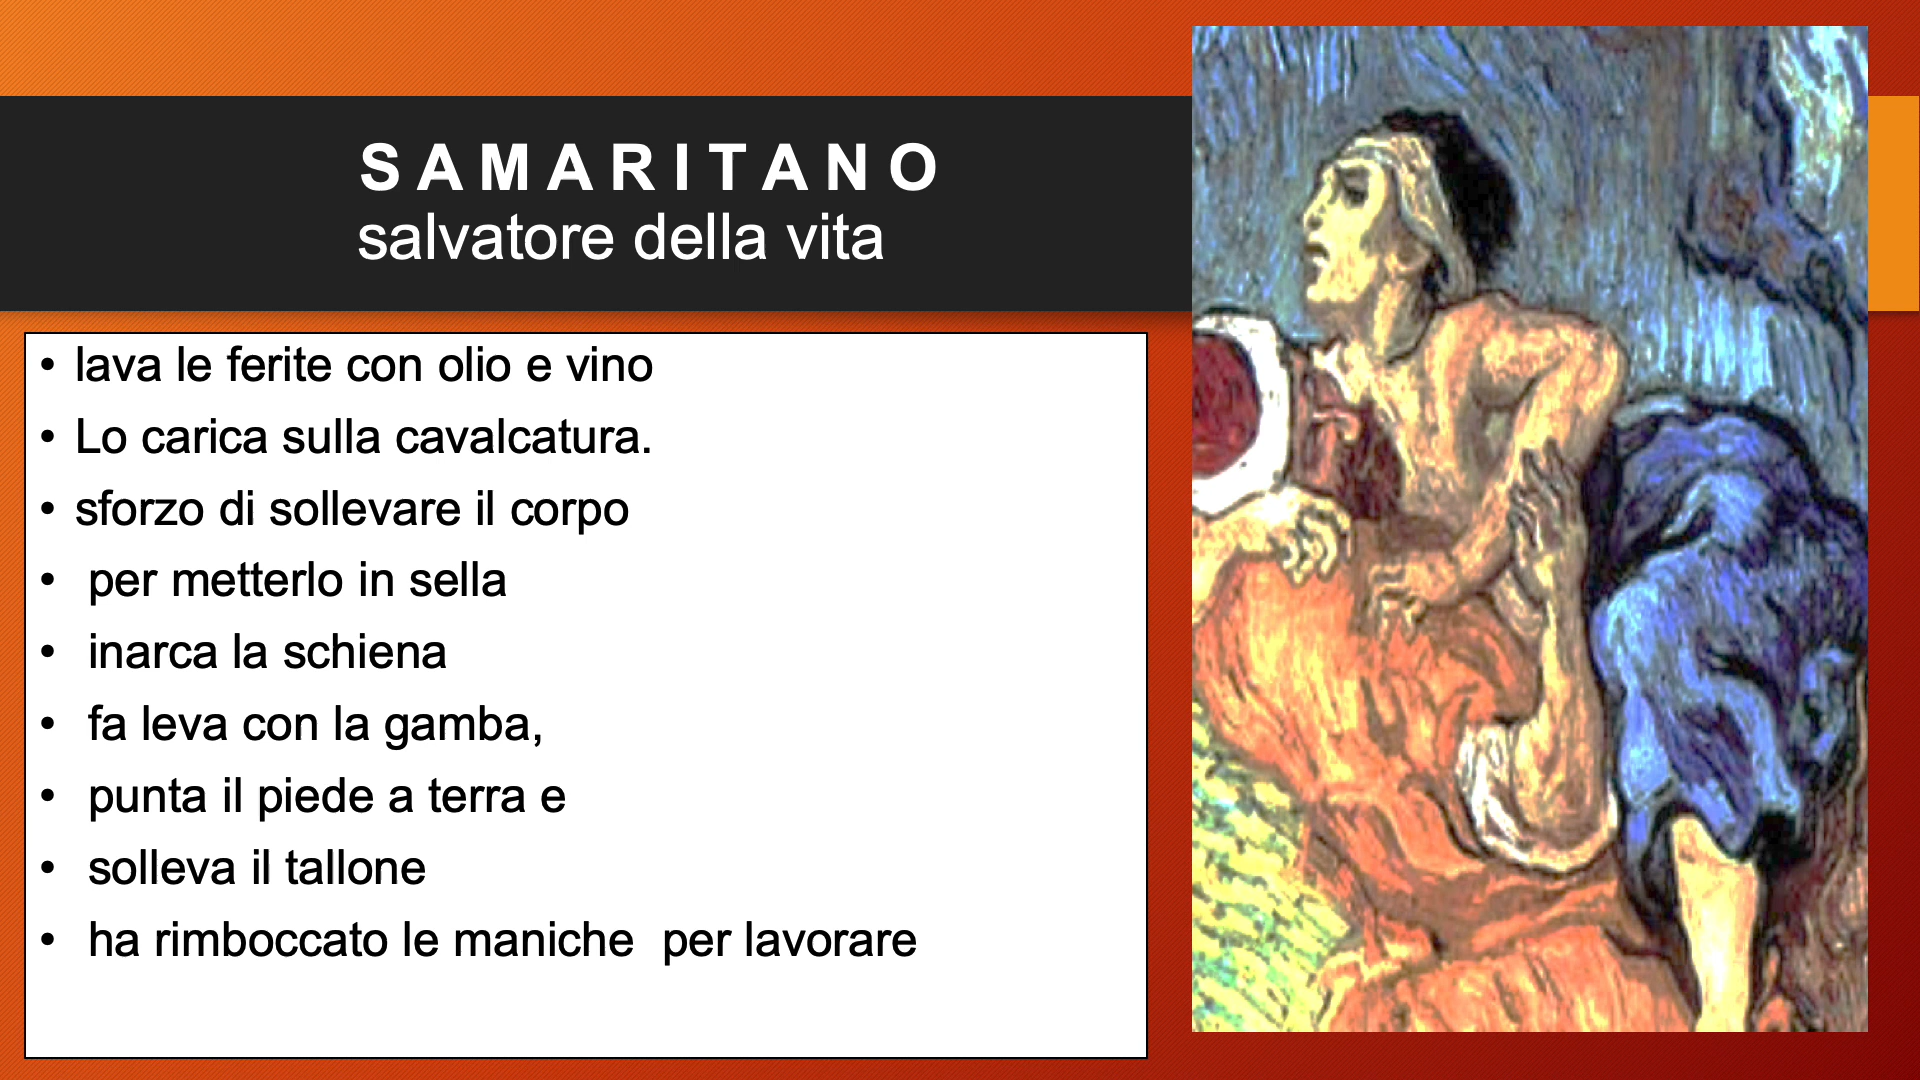 S A M A R I T A N O
salvatore della vita
• lava le ferite con olio e vino
• Lo carica sulla cavalcatura.
• sforzo di sollevare il corpo
• per metterlo in sella
• inarca la schiena
• fa leva con la gamba,
• punta il piede a terra e
• solleva il tallone
• ha rimboccato le maniche  per lavorare